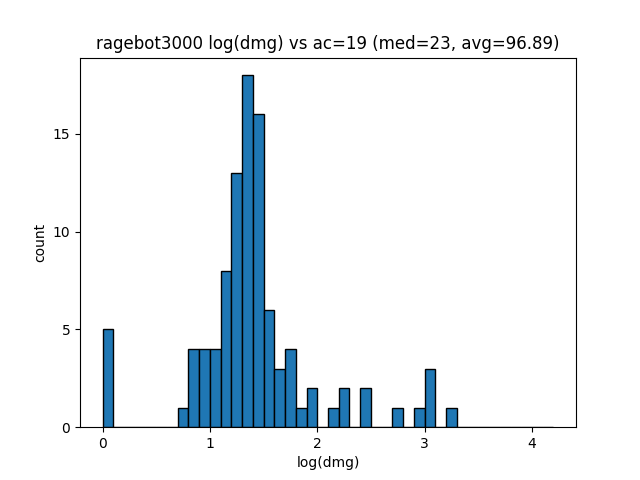 ragebot3000 log(dmg) vs ac=19 (med=23, avg=96.89)
15
10
5
0
count
0 1 2 3 4
log(dmg)